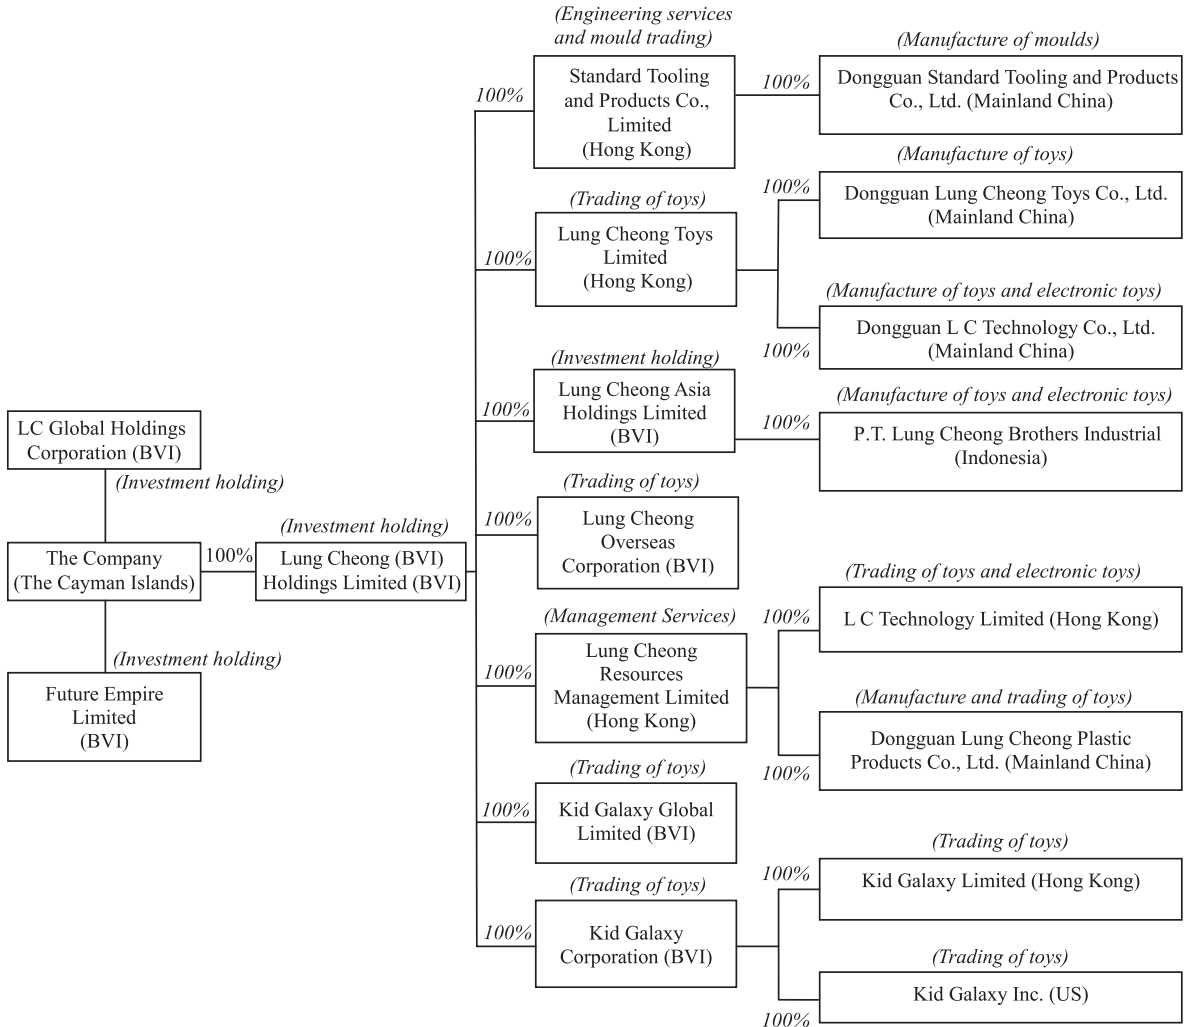 (Engineering services
and mould trading)
100%
Standard Tooling
and Products Co.,
Limited
(Hong Kong)
100%
(Manufacture of moulds)
Dongguan Standard Tooling and Products
Co., Ltd. (Mainland China)
(Trading of toys)
100%
Lung Cheong Toys
Limited
(Hong Kong)
(Manufacture of toys)
100%
Dongguan Lung Cheong Toys Co., Ltd.
(Mainland China)
(Manufacture of toys and electronic toys)
100%
Dongguan L C Technology Co., Ltd.
(Mainland China)
(Investment holding)
100%
Lung Cheong Asia
Holdings Limited
(BVI)
(Manufacture of toys and electronic toys)
100%
P.T. Lung Cheong Brothers Industrial
(Indonesia)
LC Global Holdings
Corporation (BVI)
(Investment holding)
The Company
(The Cayman Islands)
100%
(Investment holding)
Lung Cheong (BVI)
Holdings Limited (BVI)
(Investment holding)
Future Empire
Limited
(BVI)
(Trading of toys)
100%
Lung Cheong
Overseas
Corporation (BVI)
(Management Services)
100%
Lung Cheong
Resources
Management Limited
(Hong Kong)
(Trading of toys and electronic toys)
100%
L C Technology Limited (Hong Kong)
(Manufacture and trading of toys)
100%
Dongguan Lung Cheong Plastic
Products Co., Ltd. (Mainland China)
(Trading of toys)
100%
Kid Galaxy Global
Limited (BVI)
(Trading of toys)
100%
Kid Galaxy
Corporation (BVI)
(Trading of toys)
100%
Kid Galaxy Limited (Hong Kong)
(Trading of toys)
100%
Kid Galaxy Inc. (US)